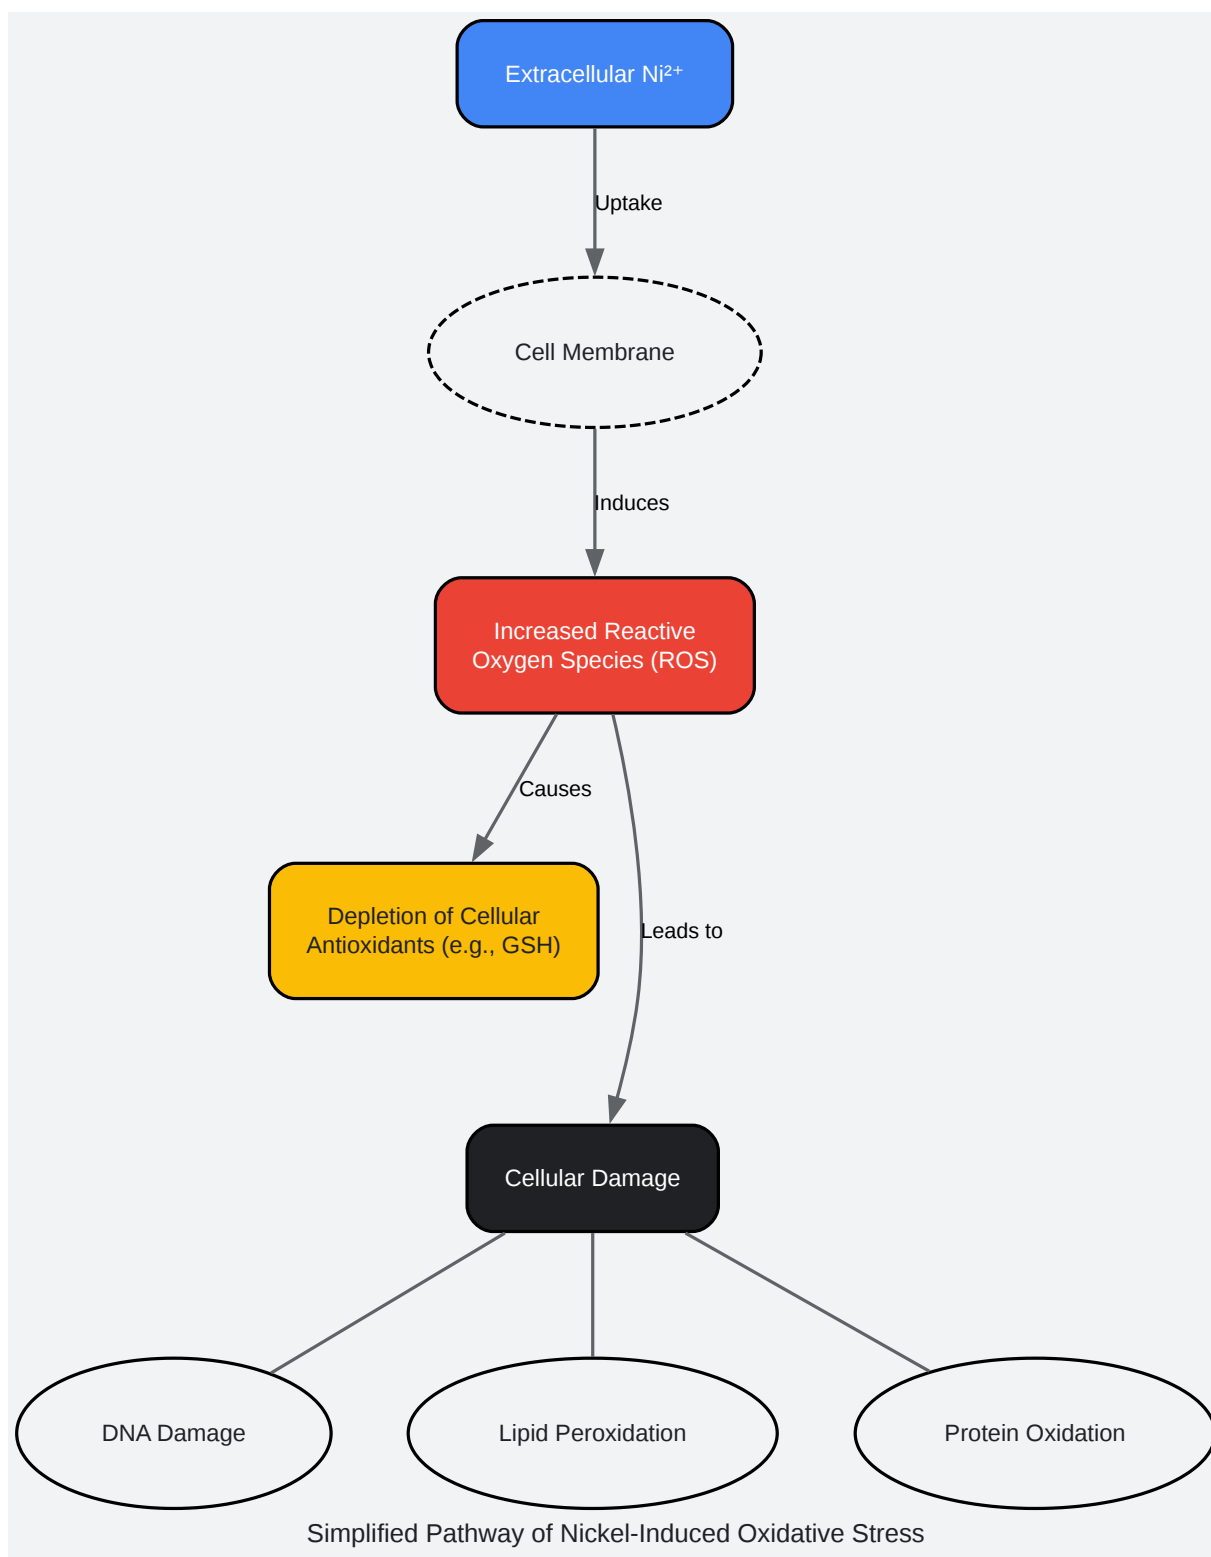 Extracellular Ni²⁺
Uptake
Cell Membrane
Induces
Increased Reactive
Oxygen Species (ROS)
Causes
Depletion of Cellular
Antioxidants (e.g., GSH)
Leads to
Cellular Damage
DNA Damage
Lipid Peroxidation
Protein Oxidation
Simplified Pathway of Nickel-Induced Oxidative Stress